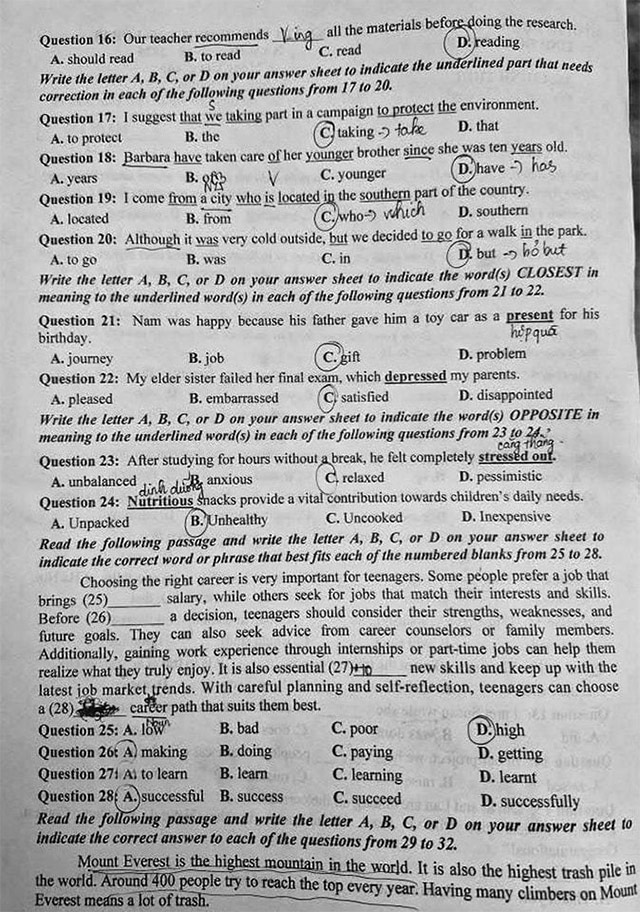 Question 16: Our teacher recommends Ving all the materials before doing the research.
A. should read B. to read C. read D. reading
Write the letter A, B, C, or D on your answer sheet to indicate the underlined part that needs
correction in each of the following questions from 17 to 20.
S
Question 17: I suggest that we taking part in a campaign to protect the environment.
A. to protect B. the C. taking -> take D. that
Question 18: Barbara have taken care of her younger brother since she was ten years old.
A. years B. V C. younger D. have -> has
Question 19: I come from a city who is located in the southern part of the country.
A. located B. from C. who -> which D. southern
Question 20: Although it was very cold outside, but we decided to go for a walk in the park.
A. to go B. was C. in D. but -> bỏ but
Write the letter A, B, C, or D on your answer sheet to indicate the word(s) CLOSEST in
meaning to the underlined word(s) in each of the following questions from 21 to 22.
Question 21: Nam was happy because his father gave him a toy car as a present for his
birthday. hộp quà
A. journey B. job C. gift D. problem
Question 22: My elder sister failed her final exam, which depressed my parents.
A. pleased B. embarrassed C. satisfied D. disappointed
Write the letter A, B, C, or D on your answer sheet to indicate the word(s) OPPOSITE in
meaning to the underlined word(s) in each of the following questions from 23 to 24.
căng thẳng
Question 23: After studying for hours without a break, he felt completely stressed out.
A. unbalanced B. anxious C. relaxed D. pessimistic
dinh dưỡng
Question 24: Nutritious snacks provide a vital contribution towards children's daily needs.
A. Unpacked B. Unhealthy C. Uncooked D. Inexpensive
Read the following passage and write the letter A, B, C, or D on your answer sheet to
indicate the correct word or phrase that best fits each of the numbered blanks from 25 to 28.
Choosing the right career is very important for teenagers. Some people prefer a job that
brings (25)______ salary, while others seek for jobs that match their interests and skills.
Before (26)______ a decision, teenagers should consider their strengths, weaknesses, and
future goals. They can also seek advice from career counselors or family members.
Additionally, gaining work experience through internships or part-time jobs can help them
realize what they truly enjoy. It is also essential (27)+to______ new skills and keep up with the
latest job market trends. With careful planning and self-reflection, teenagers can choose
a (28) career path that suits them best.
Question 25: A. low B. bad C. poor D. high
Question 26: A. making B. doing C. paying D. getting
Question 27: A. to learn B. learn C. learning D. learnt
Question 28: A. successful B. success C. succeed D. successfully
Read the following passage and write the letter A, B, C, or D on your answer sheet to
indicate the correct answer to each of the questions from 29 to 32.
Mount Everest is the highest mountain in the world. It is also the highest trash pile in
the world. Around 400 people try to reach the top every year. Having many climbers on Mount
Everest means a lot of trash.